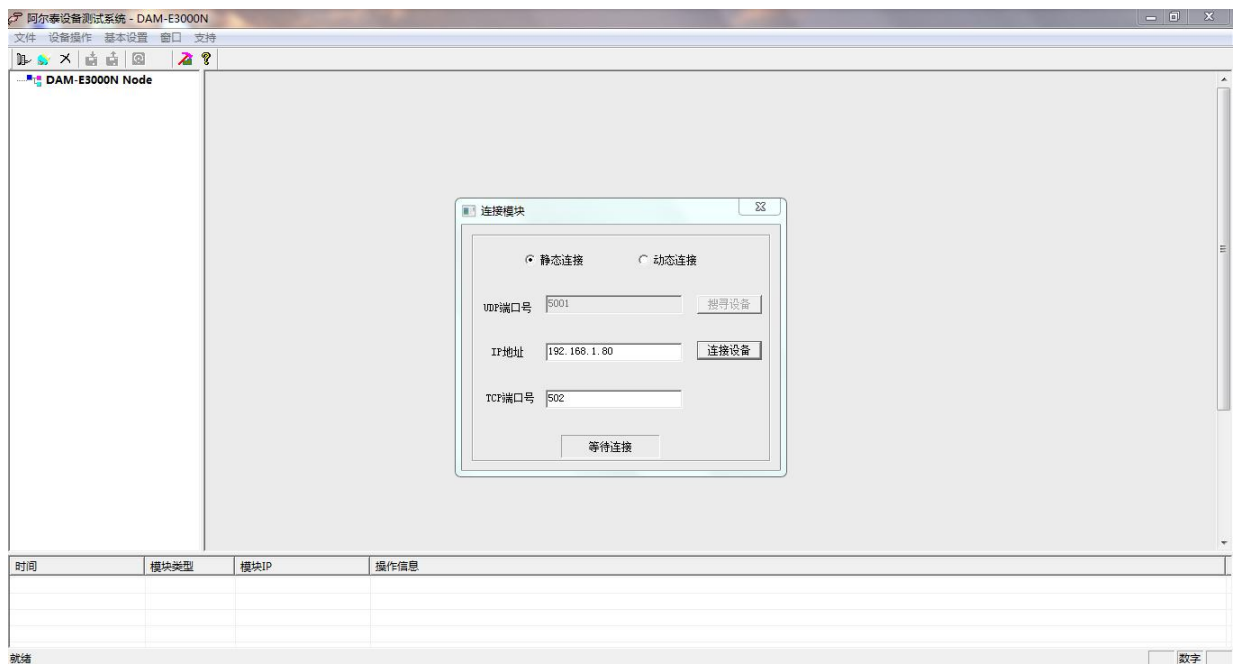 阿尔泰设备测试系统 - DAM-E3000N
文件 设备操作 基本设置 窗口 支持
DAM-E3000N Node
连接模块
静态连接 动态连接
UDP端口号 5001 搜寻设备
IP地址 192.168.1.80 连接设备
TCP端口号 502
等待连接
时间 模块类型 模块IP 操作信息
就绪 数字